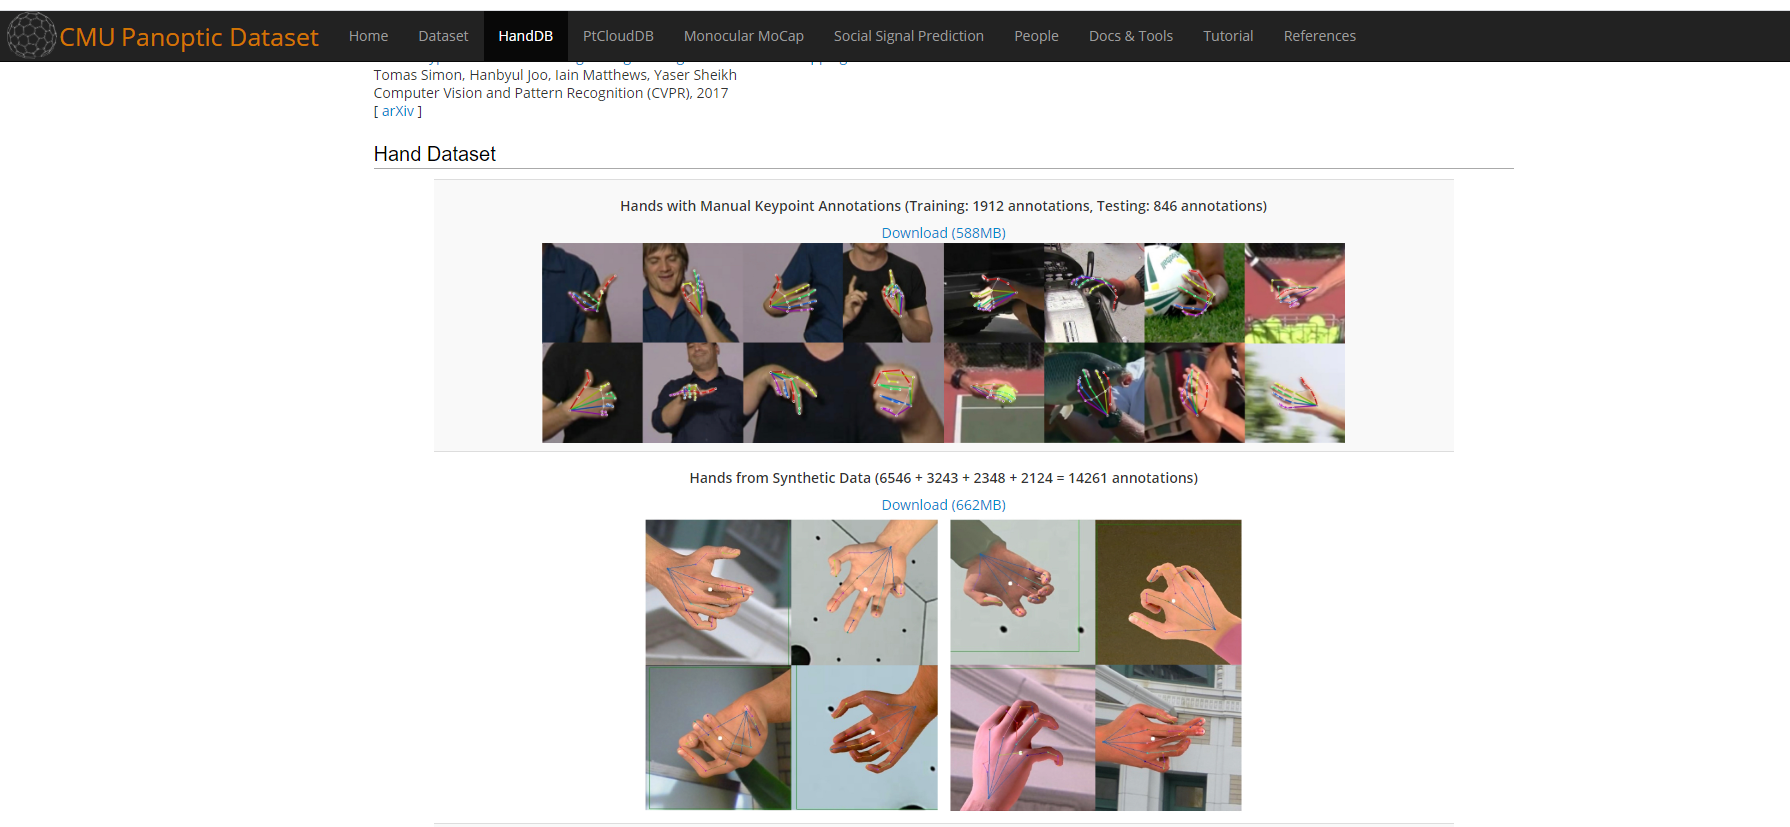 CMU Panoptic Dataset
Home Dataset HandDB PtCloudDB Monocular MoCap Social Signal Prediction People Docs & Tools Tutorial References
Tomas Simon, Hanbyul Joo, Iain Matthews, Yaser Sheikh
Computer Vision and Pattern Recognition (CVPR), 2017
[ arXiv ]
Hand Dataset
Hands with Manual Keypoint Annotations (Training: 1912 annotations, Testing: 846 annotations)
Download (588MB)
Hands from Synthetic Data (6546 + 3243 + 2348 + 2124 = 14261 annotations)
Download (662MB)